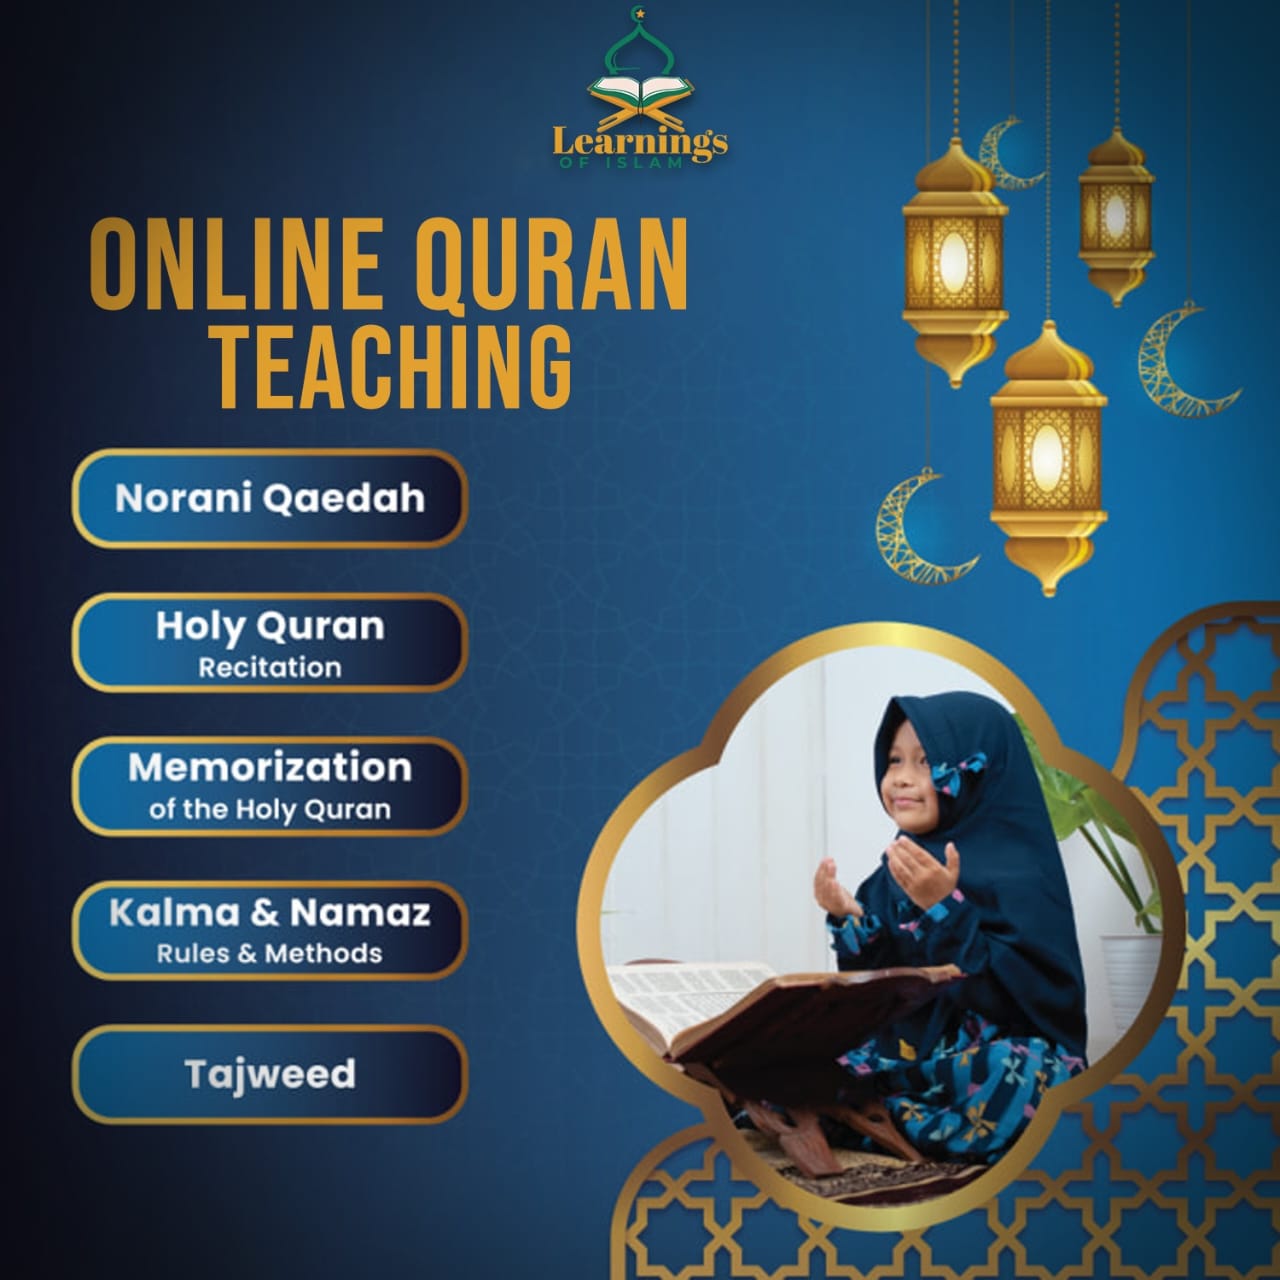 Learnings
OF ISLAM
ONLINE QURAN
TEACHING
Norani Qaedah
Holy Quran
Recitation
Memorization
of the Holy Quran
Kalma & Namaz
Rules & Methods
Tajweed